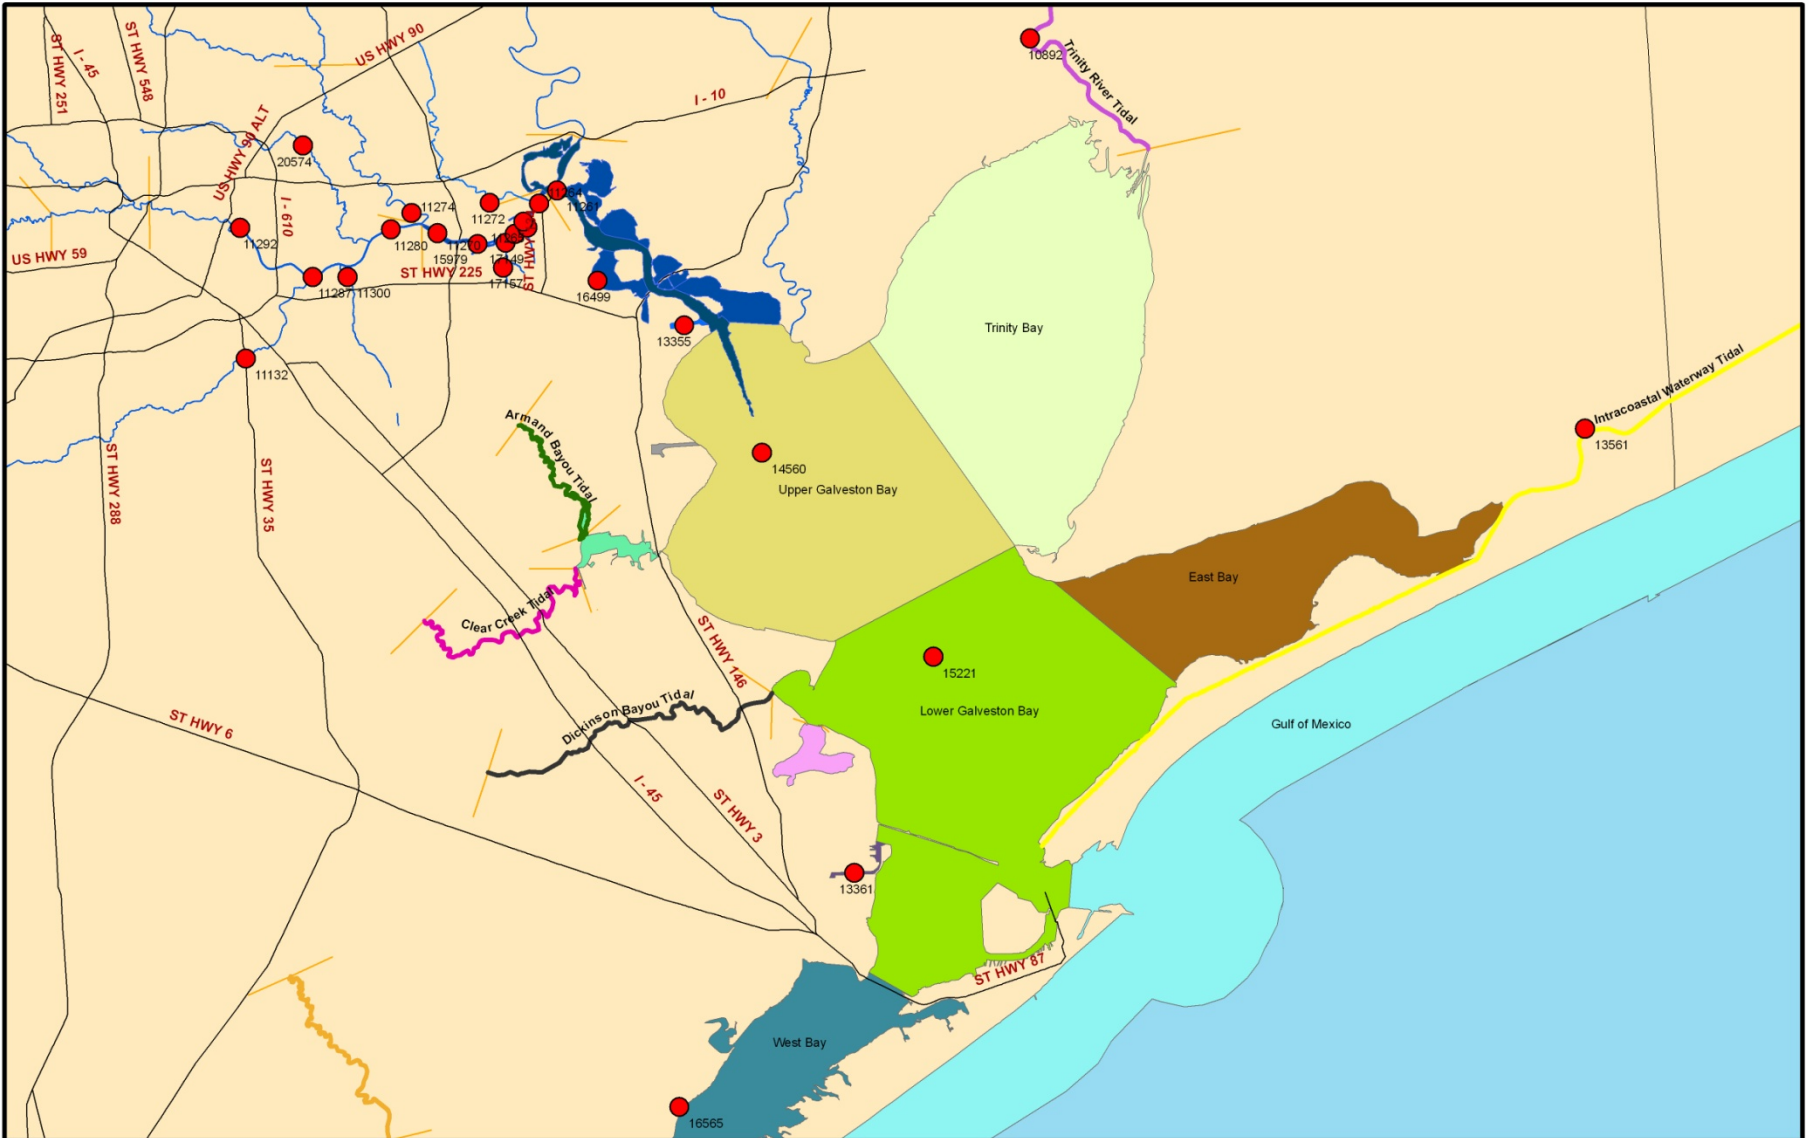 ST HWY 251
I - 45
ST HWY 548
US HWY 90
I - 10
US HWY 90 ALT
I - 610
US HWY 59
ST HWY 225
10892
Trinity River Tidal
20574
11292
11274
11280
15979
11270
11272
11264
11261
17149
17157
11287
11300
16499
13355
11132
Trinity Bay
Intracoastal Waterway Tidal
13561
Armand Bayou Tidal
14560
Upper Galveston Bay
ST HWY 288
ST HWY 35
East Bay
Clear Creek Tidal
ST HWY 146
15221
Lower Galveston Bay
Gulf of Mexico
Dickinson Bayou Tidal
ST HWY 6
I - 45
ST HWY 3
13361
ST HWY 87
West Bay
16565